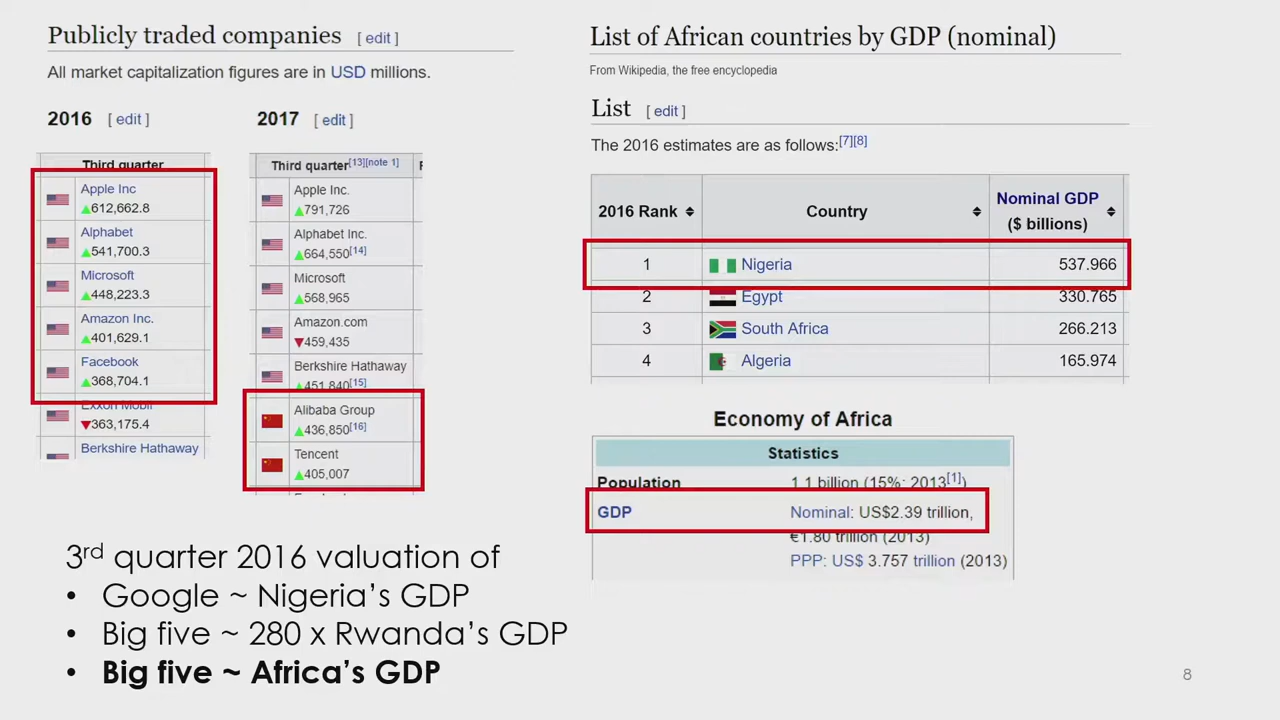 Publicly traded companies [ edit ]
All market capitalization figures are in USD millions.
2016 [ edit ]
Third quarter
Apple Inc
▲612,662.8
Alphabet
▲541,700.3
Microsoft
▲448,223.3
Amazon Inc.
▲401,629.1
Facebook
▲368,704.1
Exxon Mobil
▼363,175.4
Berkshire Hathaway
2017 [ edit ]
Third quarter[13][note 1]
Apple Inc.
▲791,726
Alphabet Inc.
▲664,550[14]
Microsoft
▲568,965
Amazon.com
▼459,435
Berkshire Hathaway
▲451,840[15]
Alibaba Group
▲436,850[16]
Tencent
▲405,007
3rd quarter 2016 valuation of
• Google ~ Nigeria's GDP
• Big five ~ 280 x Rwanda's GDP
• Big five ~ Africa's GDP
List of African countries by GDP (nominal)
From Wikipedia, the free encyclopedia
List [ edit ]
The 2016 estimates are as follows:[7][8]
2016 Rank Country Nominal GDP
($ billions)
1 Nigeria 537.966
2 Egypt 330.765
3 South Africa 266.213
4 Algeria 165.974
Economy of Africa
Statistics
Population 1.1 billion (15%; 2013[1])
GDP Nominal: US$2.39 trillion,
€1.80 trillion (2013)
PPP: US$ 3.757 trillion (2013)
8